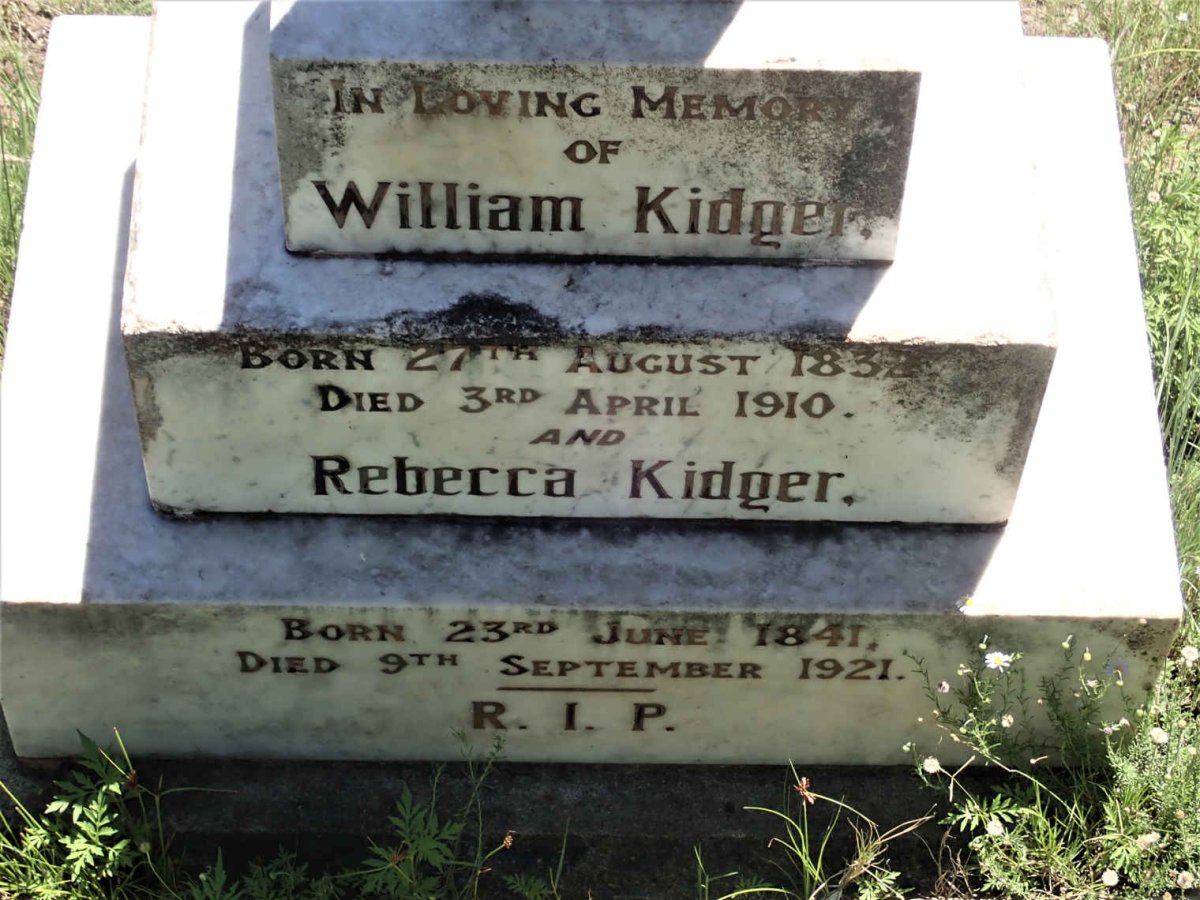 IN LOVING MEMORY
OF
William Kidger,
BORN 27TH AUGUST 1832
DIED 3RD APRIL 1910.
AND
Rebecca Kidger,
BORN 23RD JUNE 1841,
DIED 9TH SEPTEMBER 1921.
R. I. P.